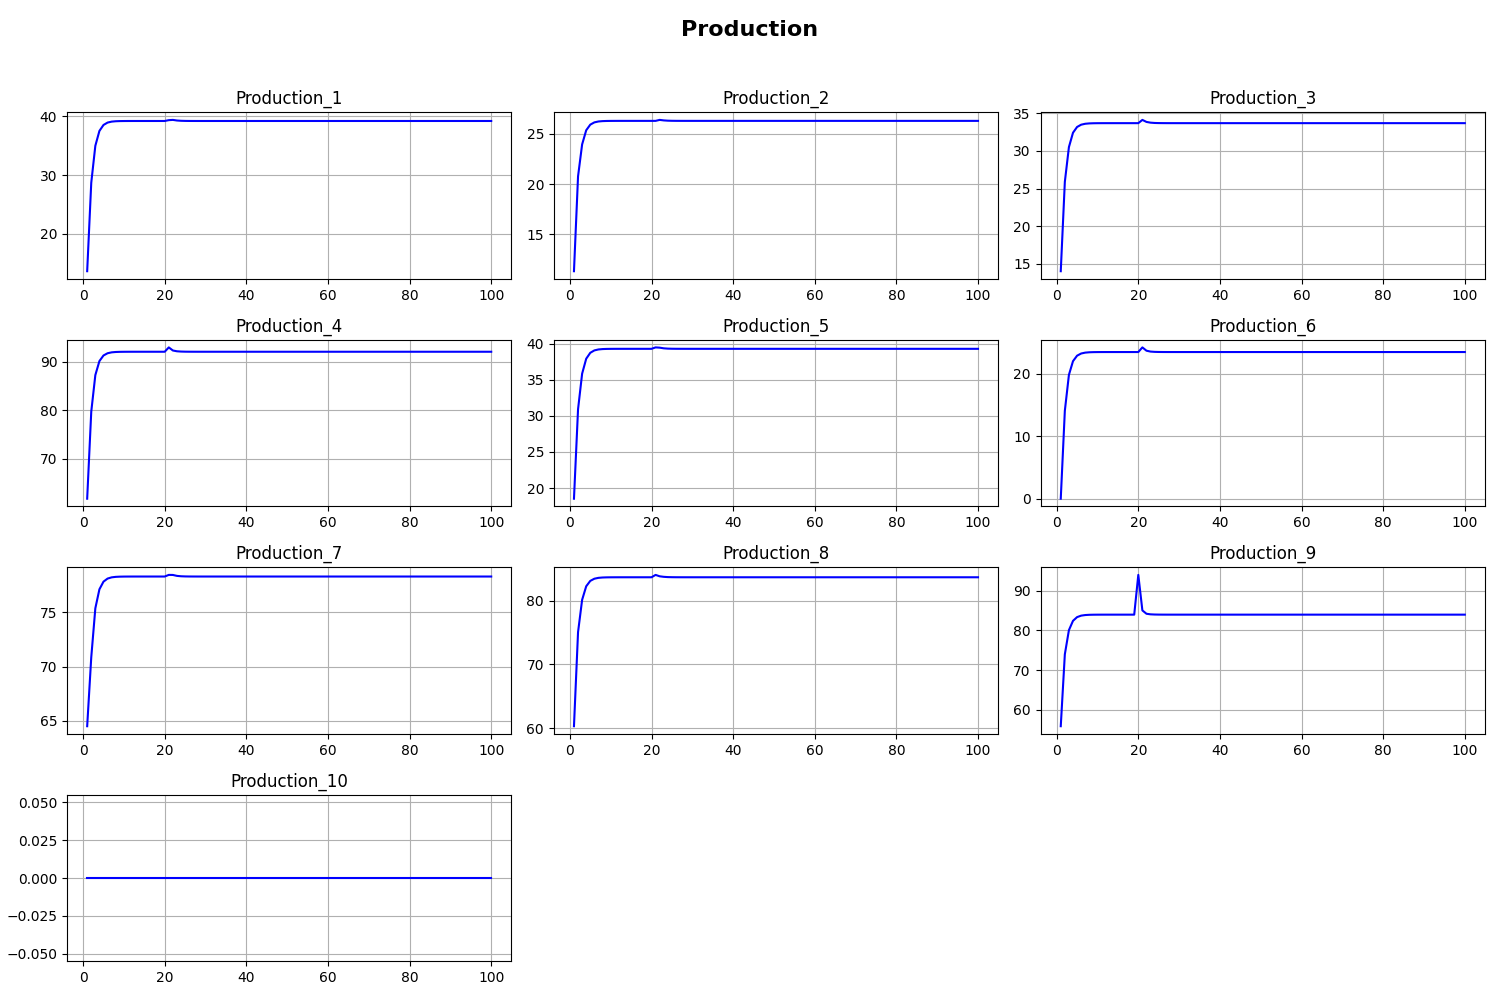 Production
Production_1 Production_2 Production_3
40
30
20
0 20 40 60 80 100
25
20
15
0 20 40 60 80 100
35
30
25
20
15
0 20 40 60 80 100
Production_4 Production_5 Production_6
90
80
70
0 20 40 60 80 100
40
35
30
25
20
0 20 40 60 80 100
20
10
0
0 20 40 60 80 100
Production_7 Production_8 Production_9
75
70
65
0 20 40 60 80 100
80
70
60
0 20 40 60 80 100
90
80
70
60
0 20 40 60 80 100
Production_10
0.050
0.025
0.000
−0.025
−0.050
0 20 40 60 80 100